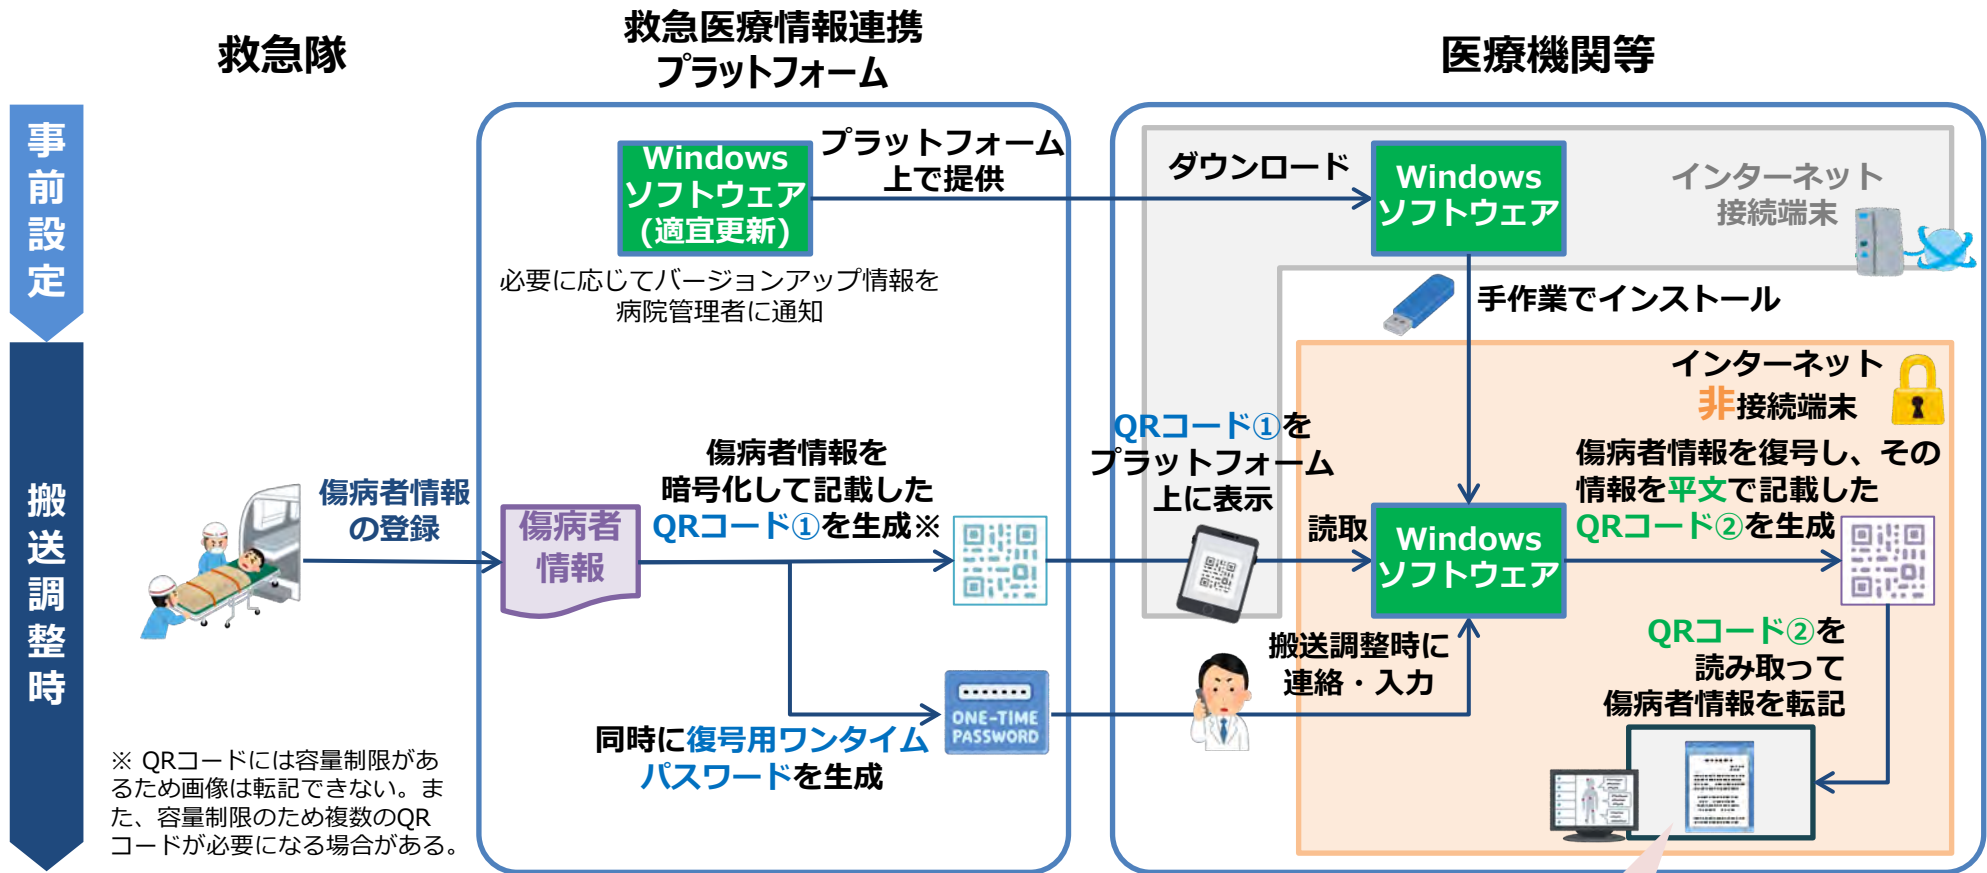 救急隊
救急医療情報連携
プラットフォーム
医療機関等
事前設定
Windows
ソフトウェア
(適宜更新)
プラットフォーム
上で提供
必要に応じてバージョンアップ情報を
病院管理者に通知
ダウンロード
Windows
ソフトウェア
インターネット
接続端末
手作業でインストール
搬送調整時
傷病者情報
の登録
傷病者
情報
傷病者情報を
暗号化して記載した
QRコード①を生成※
QRコード①を
プラットフォーム
上に表示
読取
Windows
ソフトウェア
インターネット
非接続端末
傷病者情報を復号し、その
情報を平文で記載した
QRコード②を生成
同時に復号用ワンタイム
パスワードを生成
ONE-TIME
PASSWORD
搬送調整時に
連絡・入力
QRコード②を
読み取って
傷病者情報を転記
※ QRコードには容量制限があ
るため画像は転記できない。ま
た、容量制限のため複数のQR
コードが必要になる場合がある。